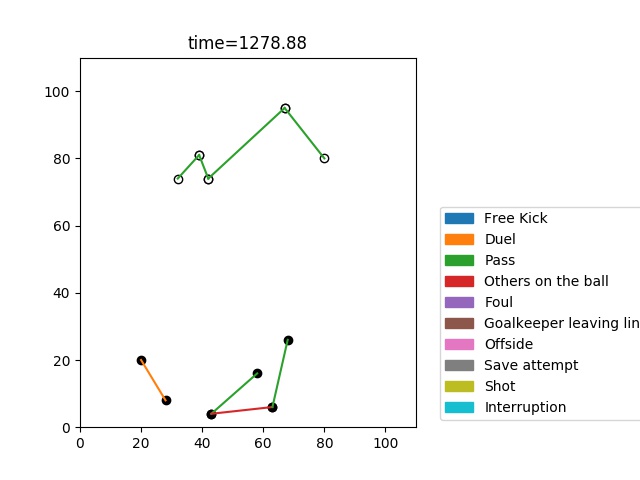 time=1278.88
100
80
60
40
20
0
0 20 40 60 80 100
Free Kick
Duel
Pass
Others on the ball
Foul
Goalkeeper leaving lin
Offside
Save attempt
Shot
Interruption